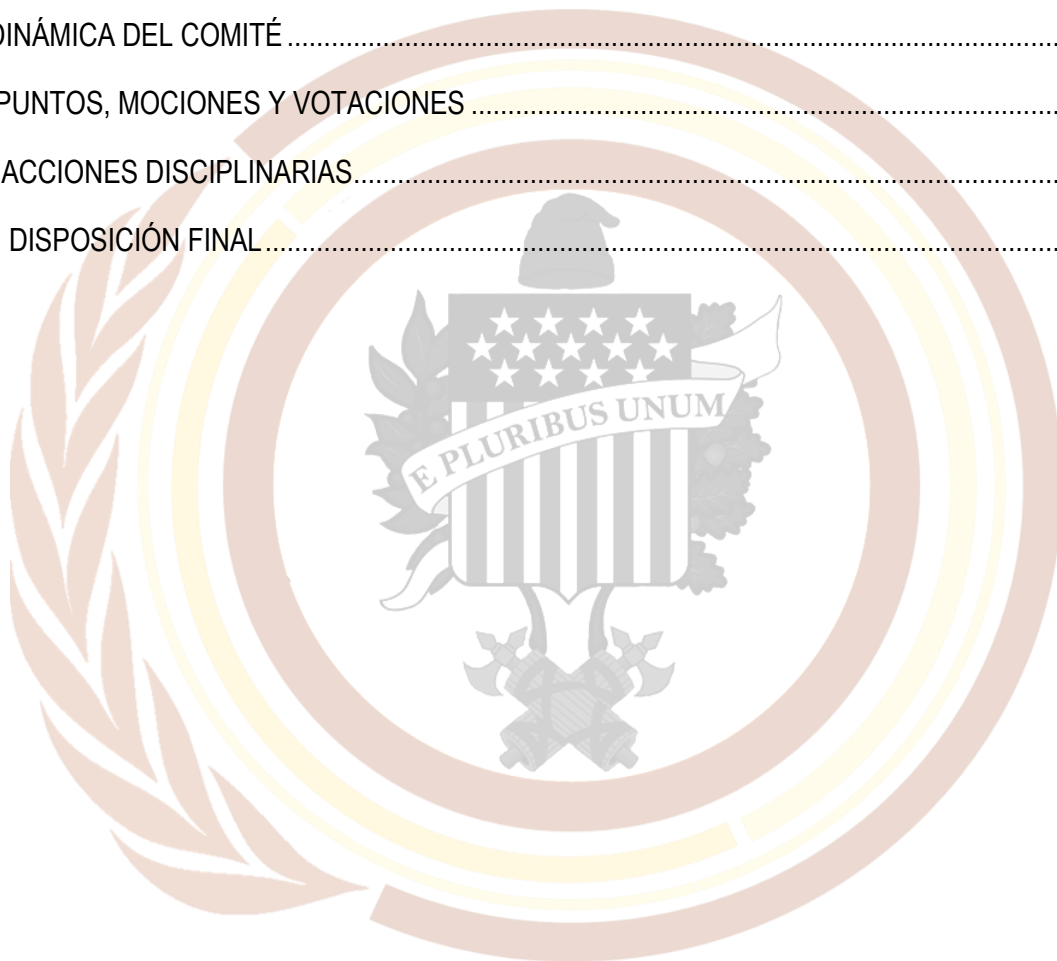 DINÁMICA DEL COMITÉ ........................................................................................................
PUNTOS, MOCIONES Y VOTACIONES ................................................................................
ACCIONES DISCIPLINARIAS................................................................................................
DISPOSICIÓN FINAL.............................................................................................................
E PLURIBUS UNUM